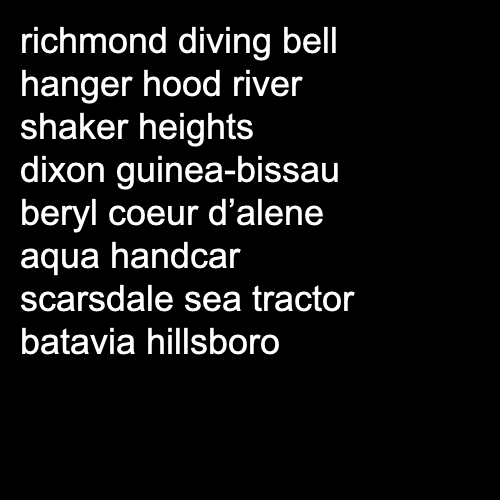 richmond diving bell
hanger hood river
shaker heights
dixon guinea-bissau
beryl coeur d’alene
aqua handcar
scarsdale sea tractor
batavia hillsboro